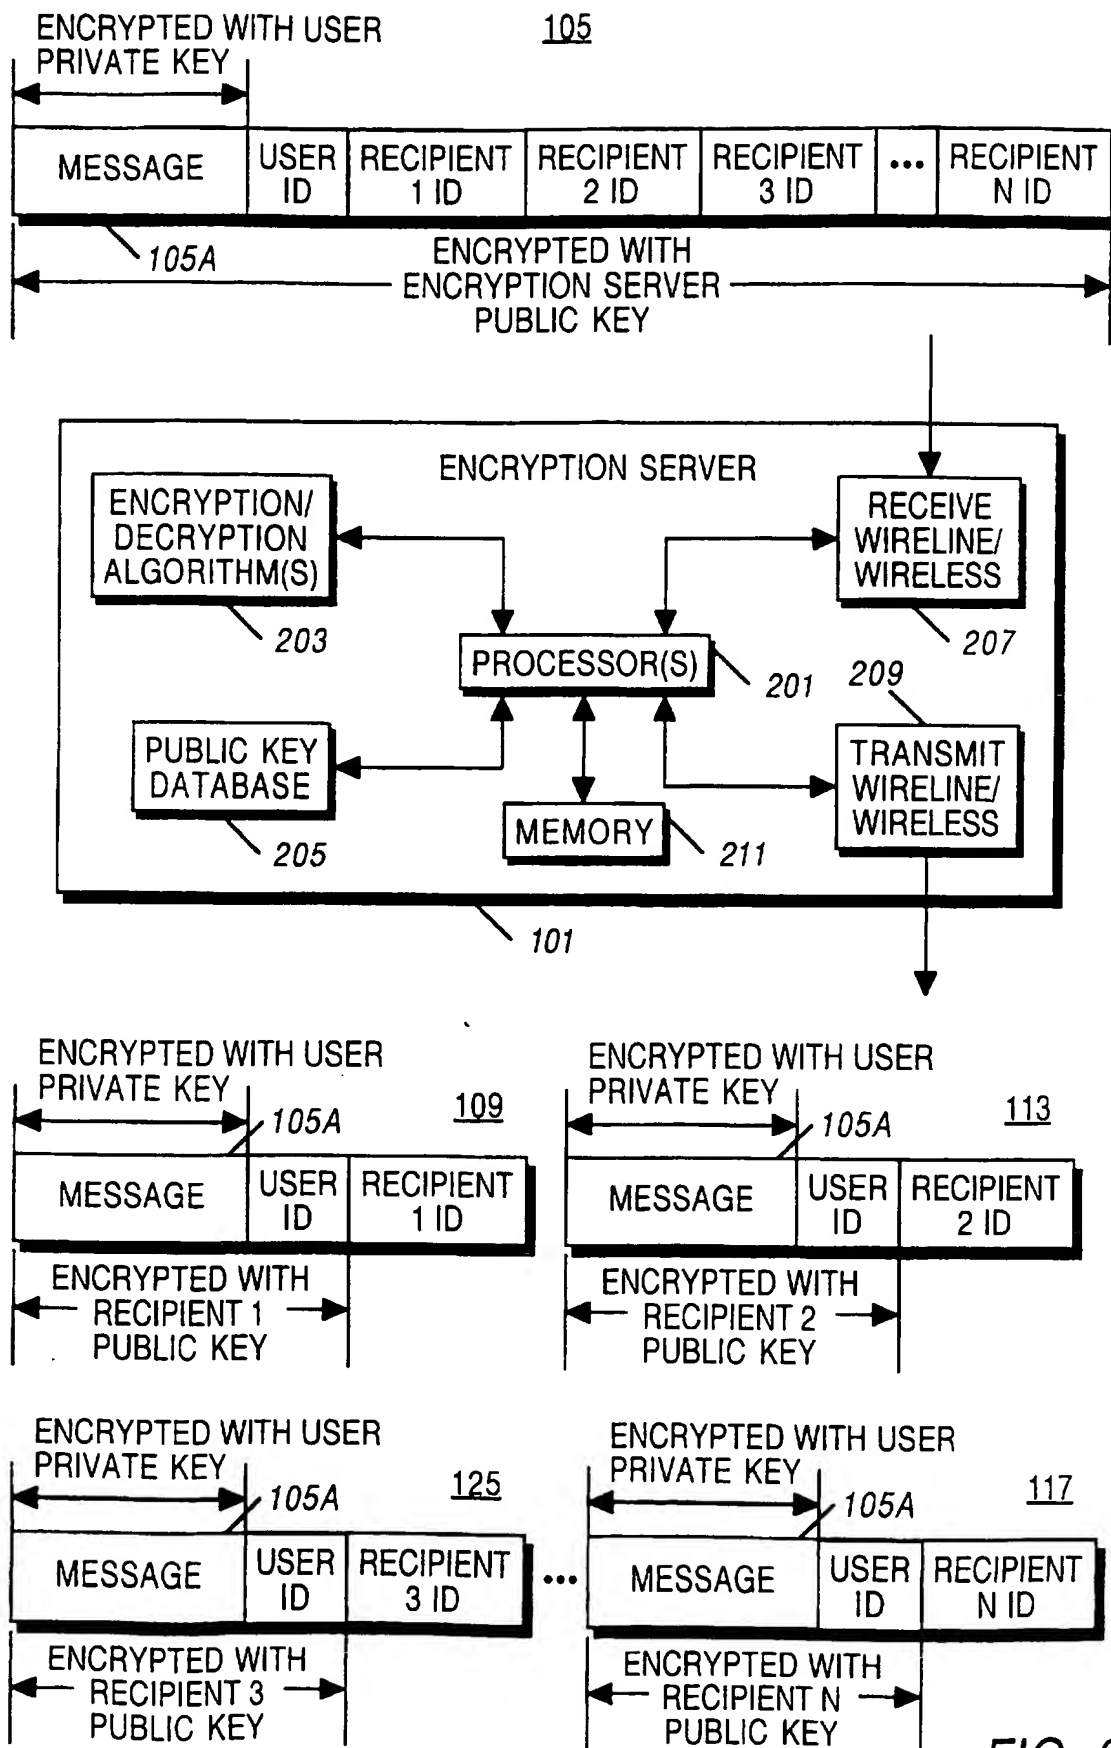 ENCRYPTED WITH USER
PRIVATE KEY
105
MESSAGE
USER
ID
RECIPIENT
1 ID
RECIPIENT
2 ID
RECIPIENT
3 ID
...
RECIPIENT
N ID
105A
ENCRYPTED WITH
ENCRYPTION SERVER
PUBLIC KEY
ENCRYPTION SERVER
ENCRYPTION/
DECRYPTION
ALGORITHM(S)
203
RECEIVE
WIRELINE/
WIRELESS
207
PROCESSOR(S)
201
209
PUBLIC KEY
DATABASE
205
MEMORY
211
TRANSMIT
WIRELINE/
WIRELESS
101
ENCRYPTED WITH USER
PRIVATE KEY
105A
109
MESSAGE
USER
ID
RECIPIENT
1 ID
ENCRYPTED WITH
RECIPIENT 1
PUBLIC KEY
ENCRYPTED WITH USER
PRIVATE KEY
105A
113
MESSAGE
USER
ID
RECIPIENT
2 ID
ENCRYPTED WITH
RECIPIENT 2
PUBLIC KEY
ENCRYPTED WITH USER
PRIVATE KEY
105A
125
MESSAGE
USER
ID
RECIPIENT
3 ID
ENCRYPTED WITH
RECIPIENT 3
PUBLIC KEY
...
ENCRYPTED WITH USER
PRIVATE KEY
105A
117
MESSAGE
USER
ID
RECIPIENT
N ID
ENCRYPTED WITH
RECIPIENT N
PUBLIC KEY
FIG.